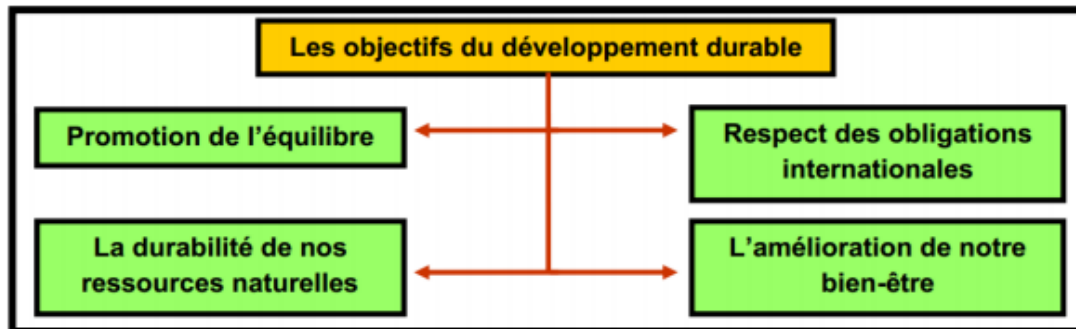 Les objectifs du développement durable
Promotion de l'équilibre
Respect des obligations
internationales
La durabilité de nos
ressources naturelles
L'amélioration de notre
bien-être